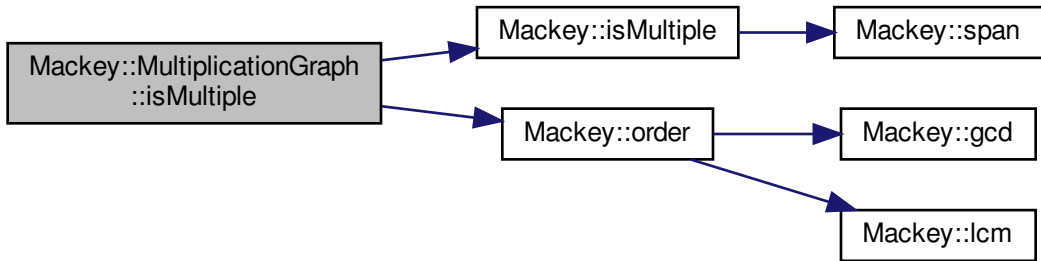 Mackey::MultiplicationGraph
::isMultiple
Mackey::isMultiple
Mackey::span
Mackey::order
Mackey::gcd
Mackey::lcm